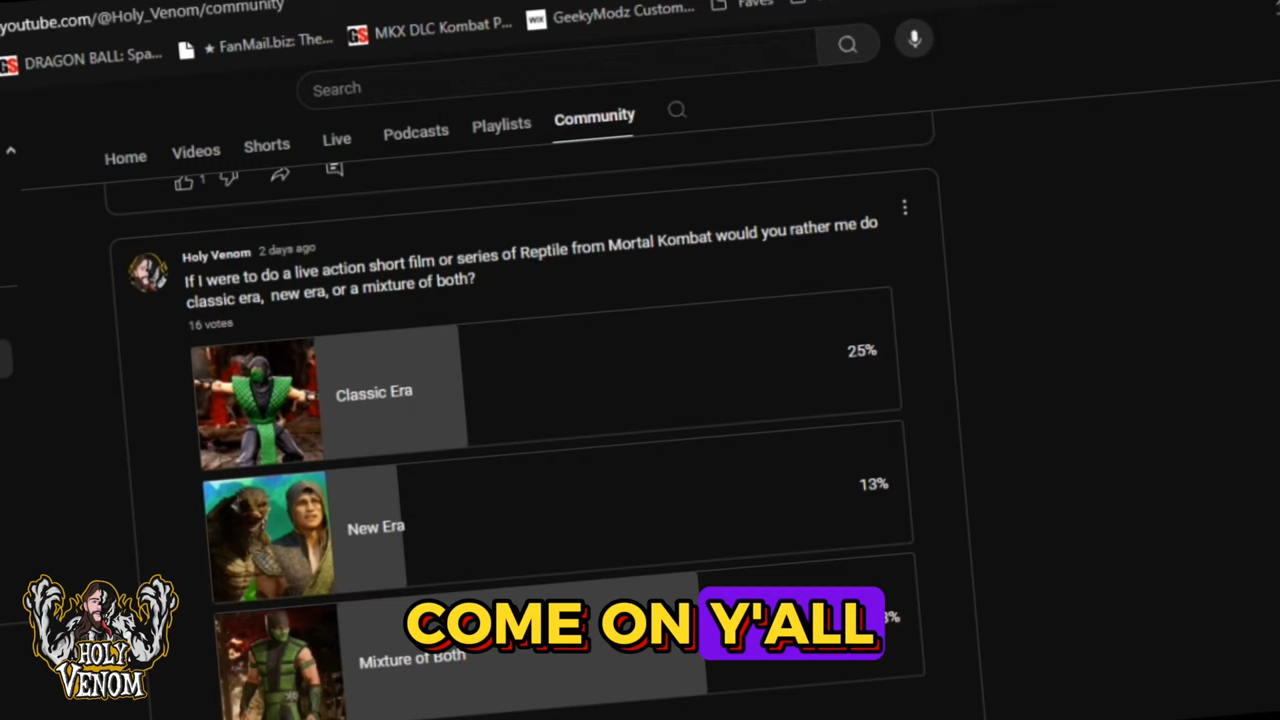 youtube.com/@Holy_Venom/community
DRAGON BALL: Spa...
★ FanMail.biz: The...
MKX DLC Kombat P...
WIX
GeekyModz Custom...
Faves
Search
Home
Videos
Shorts
Live
Podcasts
Playlists
Community
1
Holy Venom 2 days ago
If I were to do a live action short film or series of Reptile from Mortal Kombat would you rather me do
classic era, new era, or a mixture of both?
16 votes
Classic Era
25%
New Era
13%
Mixture of Both
COME ON Y'ALL
HOLY
VENOM